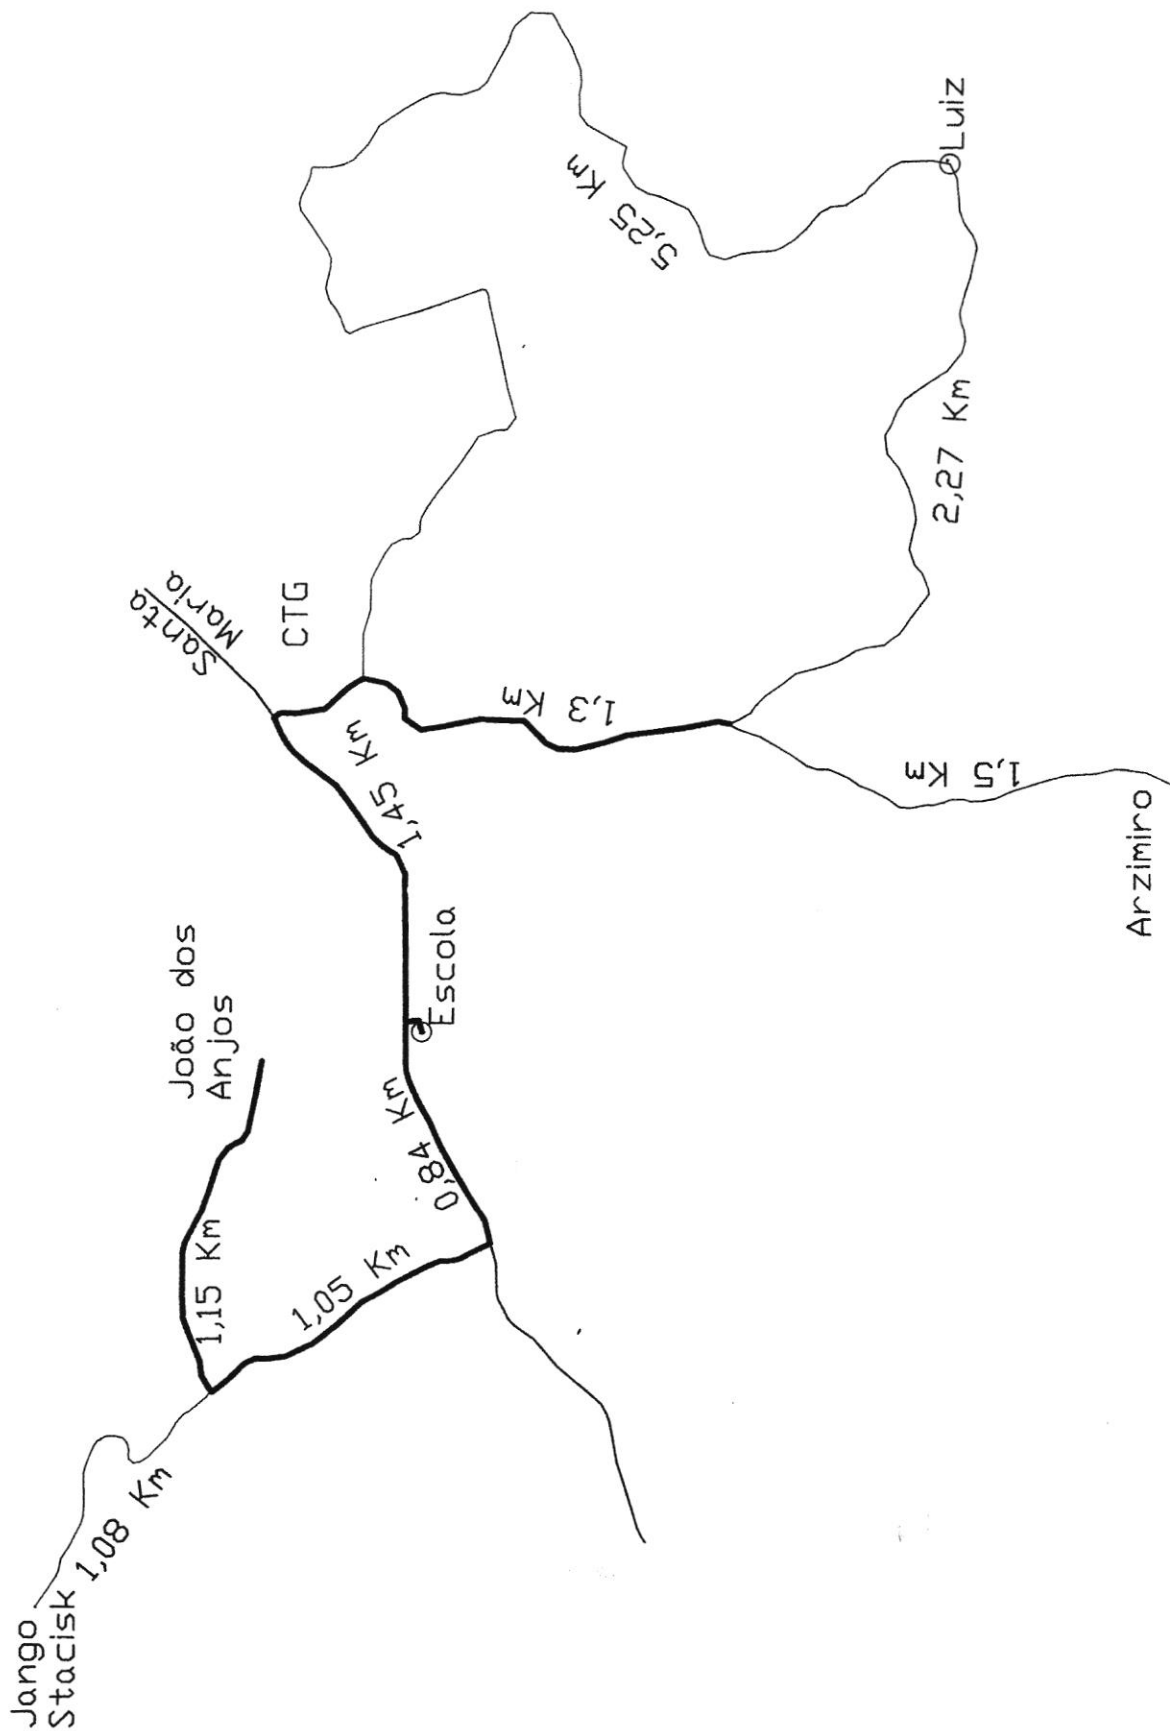 Jango
Stacisk
1,08 Km
1,15 Km
João dos
Anjos
1,05 Km
0,84 Km
Escola
1,45 Km
Santa
Maria
CTG
1,3 Km
1,5 Km
Arzimiro
2,27 Km
5,25 Km
Luiz